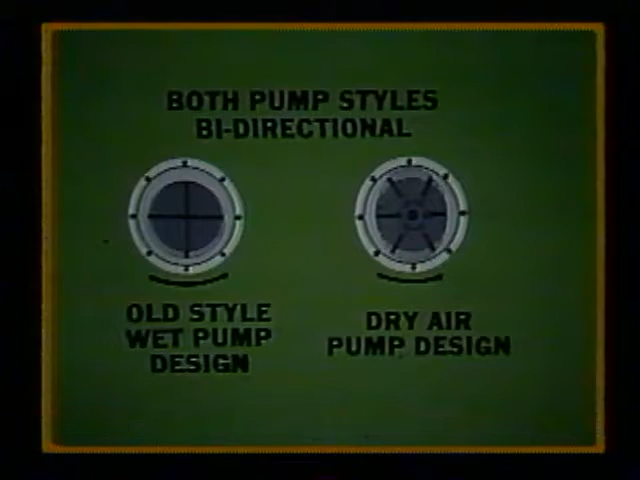 BOTH PUMP STYLES
BI-DIRECTIONAL
OLD STYLE
WET PUMP
DESIGN
DRY AIR
PUMP DESIGN